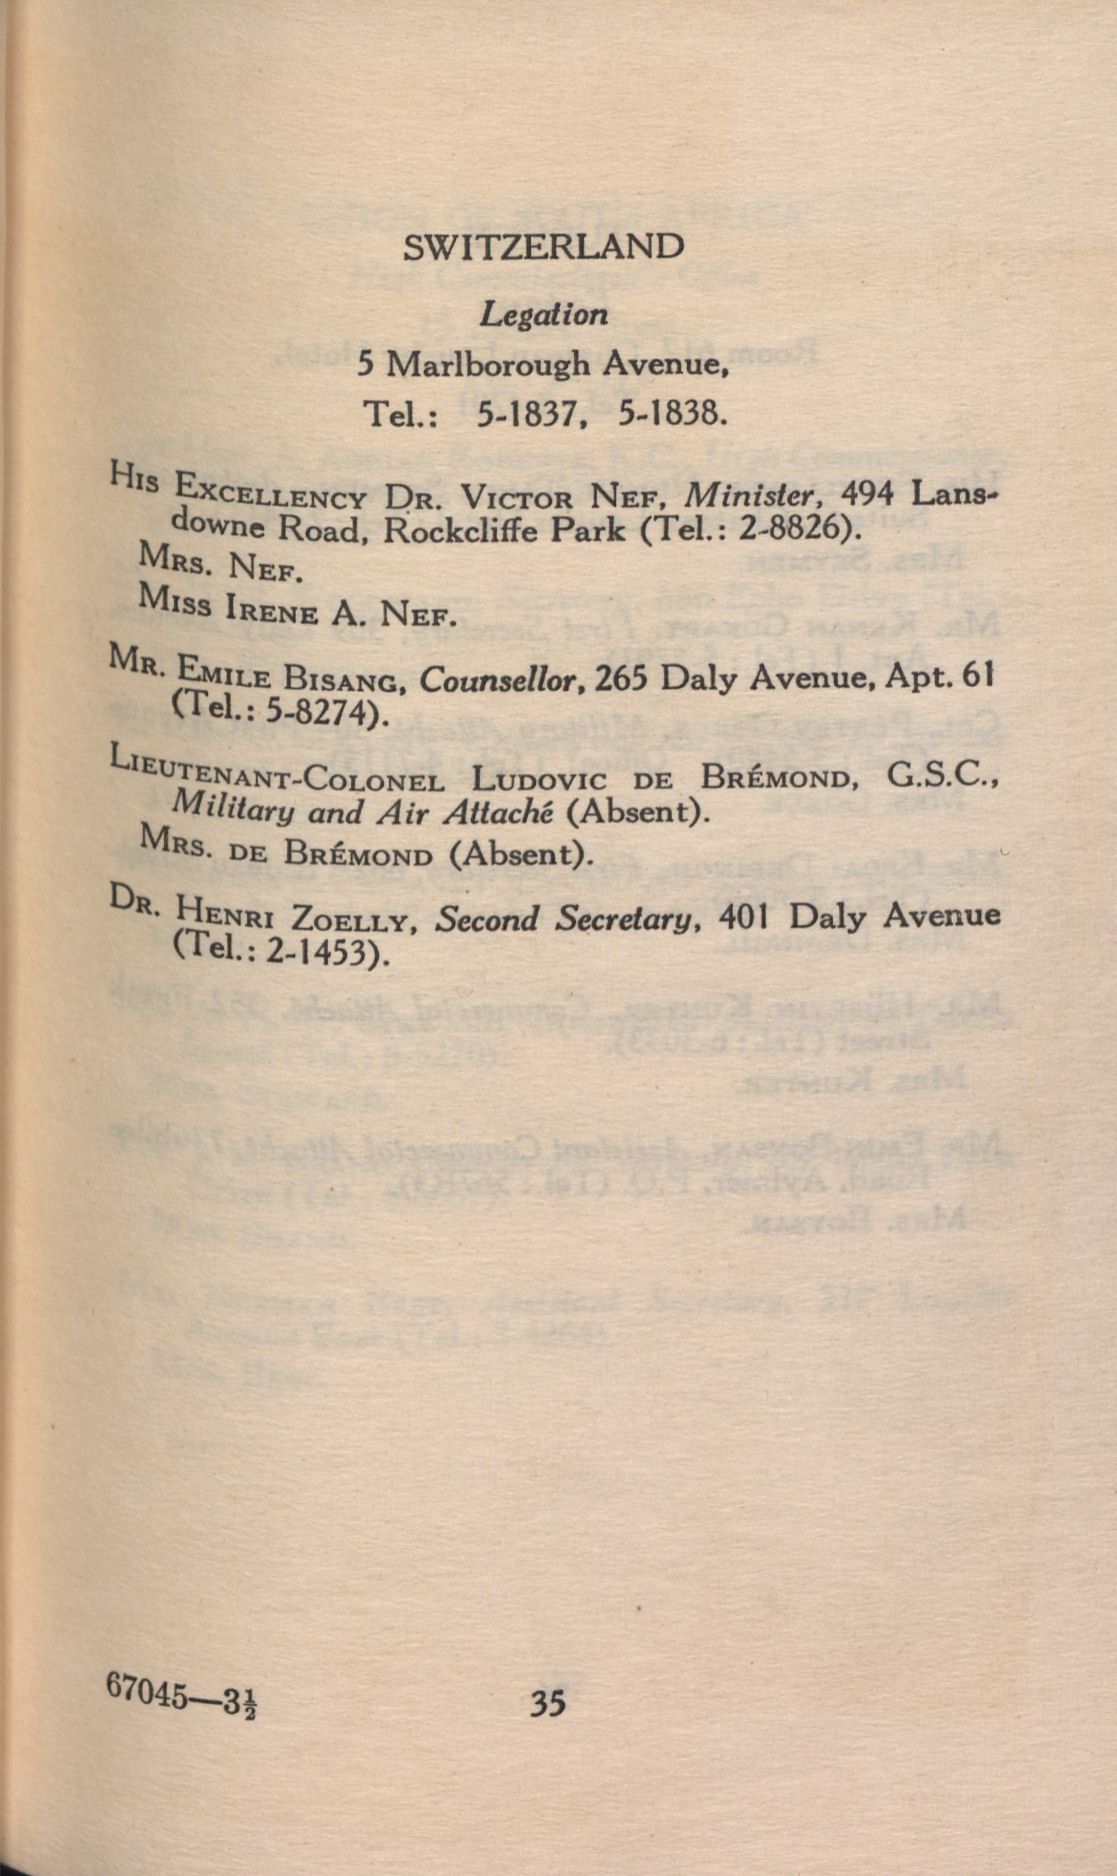 SWITZERLAND
Legation
5 Marlborough Avenue,
Tel.: 5-1837, 5-1838.
HIS EXCELLENCY DR. VICTOR NEF, Minister, 494 Lans-
downe Road, Rockcliffe Park (Tel.: 2-8826).
MRS. NEF.
MISS IRENE A. NEF.
MR. EMILE BISANG, Counsellor, 265 Daly Avenue, Apt. 61
(Tel.: 5-8274).
LIEUTENANT-COLONEL LUDOVIC DE BRÉMOND, G.S.C.,
Military and Air Attaché (Absent).
MRS. DE BRÉMOND (Absent).
DR. HENRI ZOELLY, Second Secretary, 401 Daly Avenue
(Tel.: 2-1453).
67045—3½
35